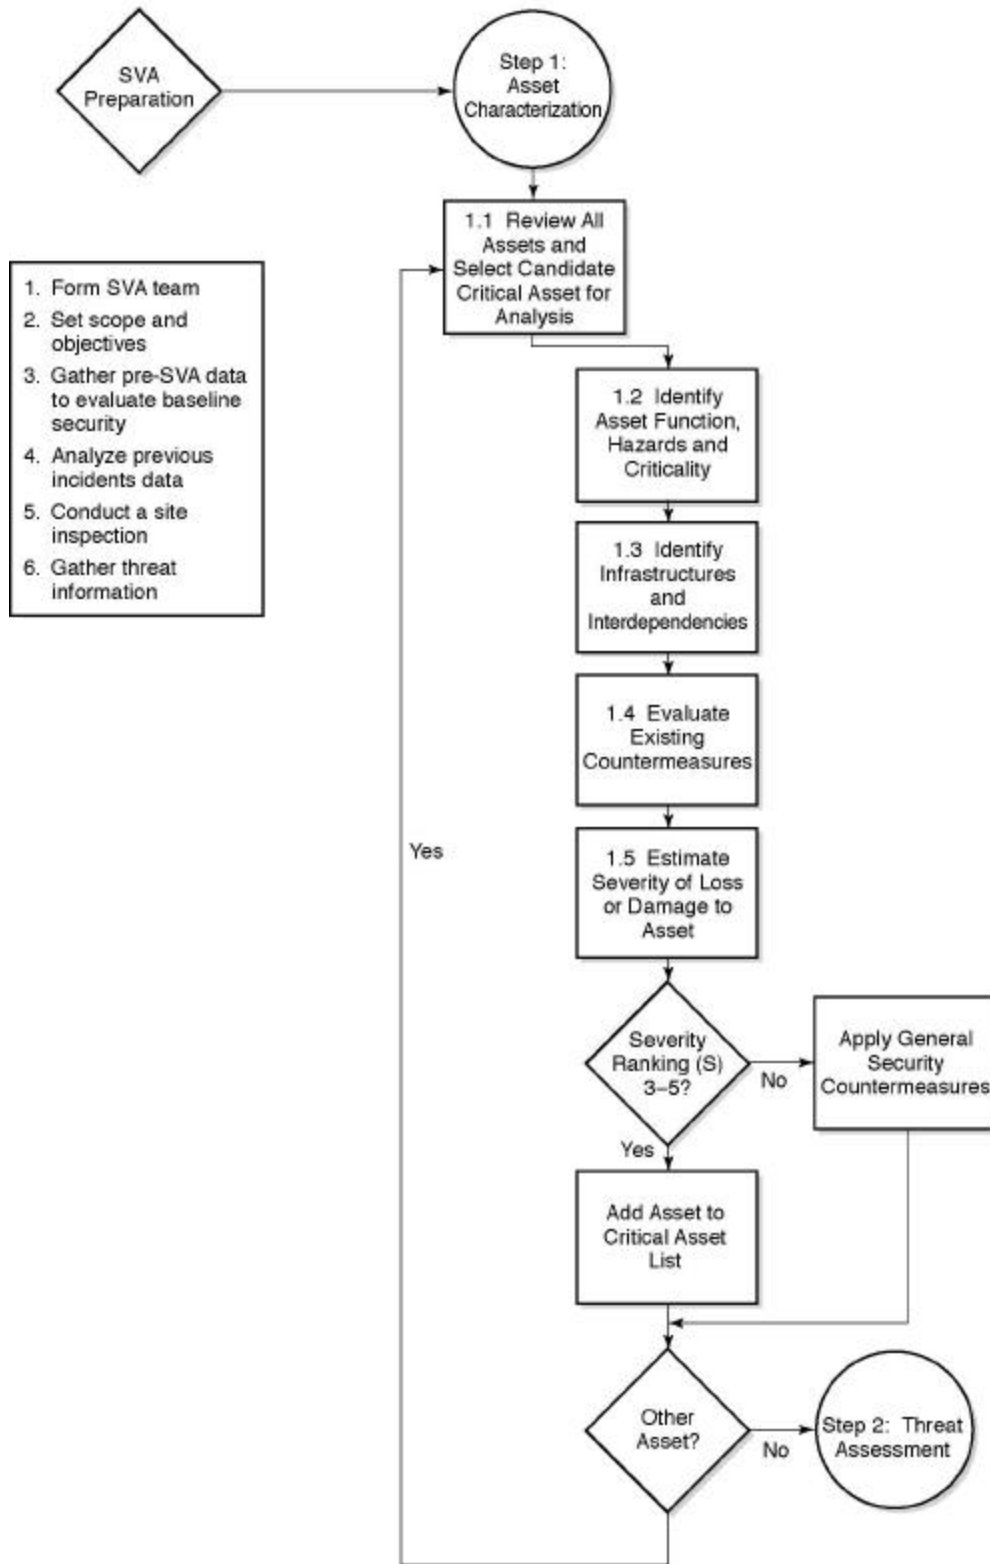 SVA
Preparation
Step 1:
Asset
Characterization
1.1 Review All
Assets and
Select Candidate
Critical Asset for
Analysis
1. Form SVA team
2. Set scope and
objectives
3. Gather pre-SVA data
to evaluate baseline
security
4. Analyze previous
incidents data
5. Conduct a site
inspection
6. Gather threat
information
1.2 Identify
Asset Function,
Hazards and
Criticality
1.3 Identify
Infrastructures
and
Interdependencies
1.4 Evaluate
Existing
Countermeasures
Yes
1.5 Estimate
Severity of Loss
or Damage to
Asset
Severity
Ranking (S)
3–5?
No
Apply General
Security
Countermeasures
Yes
Add Asset to
Critical Asset
List
Other
Asset?
No
Step 2: Threat
Assessment